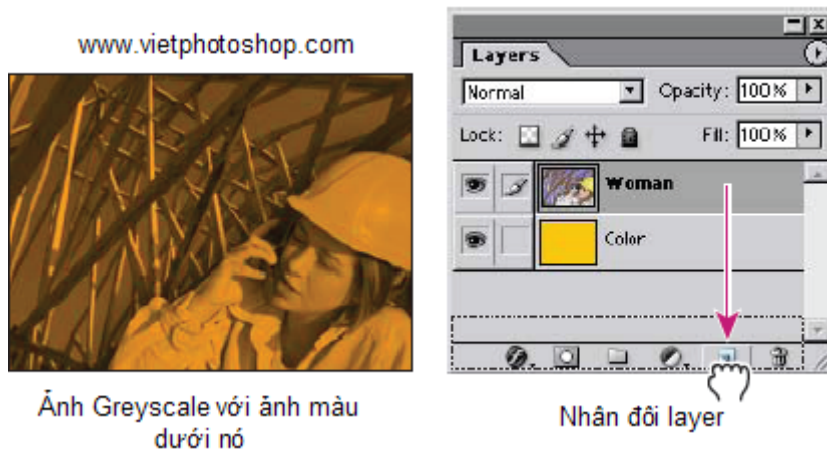 www.vietphotoshop.com
Ảnh Greyscale với ảnh màu
dưới nó
Layers
Normal
Opacity: 100%
Lock:
Fill: 100%
Woman
Color
Nhân đôi layer